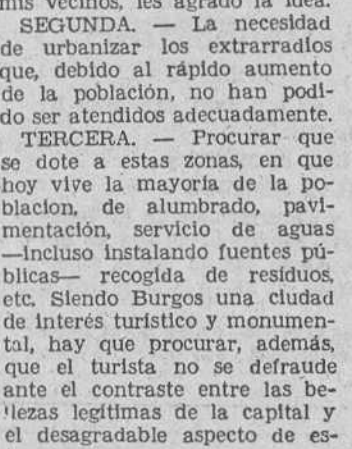 mis vecinos, les agradó la idea.
SEGUNDA. — La necesidad
de urbanizar los extrarradios
que, debido al rápido aumento
de la población, no han podi-
do ser atendidos adecuadamente.
TERCERA. — Procurar que
se dote a estas zonas, en que
hoy vive la mayoría de la po-
blacion, de alumbrado, pavi-
mentación, servicio de aguas
—incluso instalando fuentes pú-
blicas— recogida de resíduos,
etc. Siendo Burgos una ciudad
de interés turístico y monumen-
tal, hay que procurar, además,
que el turista no se defraude
ante el contraste entre las be-
llezas legítimas de la capital y
el desagradable aspecto de es-